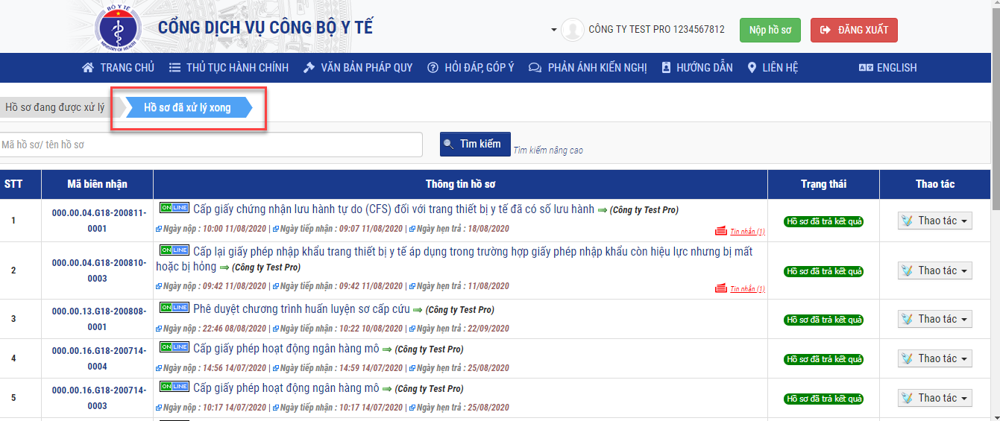 BỘ Y TẾ
MINISTRY OF HEALTH
CỔNG DỊCH VỤ CÔNG BỘ Y TẾ
CÔNG TY TEST PRO 1234567812
Nộp hồ sơ
ĐĂNG XUẤT
TRANG CHỦ THỦ TỤC HÀNH CHÍNH VĂN BẢN PHÁP QUY HỎI ĐÁP, GÓP Ý PHẢN ÁNH KIẾN NGHỊ HƯỚNG DẪN LIÊN HỆ ENGLISH
Hồ sơ đang được xử lý Hồ sơ đã xử lý xong
Mã hồ sơ/ tên hồ sơ Tìm kiếm Tìm kiếm nâng cao
STT Mã biên nhận Thông tin hồ sơ Trạng thái Thao tác
1
000.00.04.G18-200811-
0001
ONLINE Cấp giấy chứng nhận lưu hành tự do (CFS) đối với trang thiết bị y tế đã có số lưu hành (Công ty Test Pro)
Ngày nộp : 10:00 11/08/2020 | Ngày tiếp nhận : 09:07 11/08/2020 | Ngày hẹn trả : 18/08/2020
Tin nhắn (1)
Hồ sơ đã trả kết quả
Thao tác
2
000.00.04.G18-200810-
0003
ONLINE Cấp lại giấy phép nhập khẩu trang thiết bị y tế áp dụng trong trường hợp giấy phép nhập khẩu còn hiệu lực nhưng bị mất
hoặc bị hỏng (Công ty Test Pro)
Ngày nộp : 09:42 11/08/2020 | Ngày tiếp nhận : 09:42 11/08/2020 | Ngày hẹn trả : 11/08/2020
Tin nhắn (1)
Hồ sơ đã trả kết quả
Thao tác
3
000.00.13.G18-200808-
0001
ONLINE Phê duyệt chương trình huấn luyện sơ cấp cứu (Công ty Test Pro)
Ngày nộp : 22:46 08/08/2020 | Ngày tiếp nhận : 10:22 10/08/2020 | Ngày hẹn trả : 22/09/2020
Hồ sơ đã trả kết quả
Thao tác
4
000.00.16.G18-200714-
0004
ONLINE Cấp giấy phép hoạt động ngân hàng mô (Công ty Test Pro)
Ngày nộp : 14:56 14/07/2020 | Ngày tiếp nhận : 14:59 14/07/2020 | Ngày hẹn trả : 25/08/2020
Hồ sơ đã trả kết quả
Thao tác
5
000.00.16.G18-200714-
0003
ONLINE Cấp giấy phép hoạt động ngân hàng mô (Công ty Test Pro)
Ngày nộp : 10:17 14/07/2020 | Ngày tiếp nhận : 10:17 14/07/2020 | Ngày hẹn trả : 25/08/2020
Hồ sơ đã trả kết quả
Thao tác